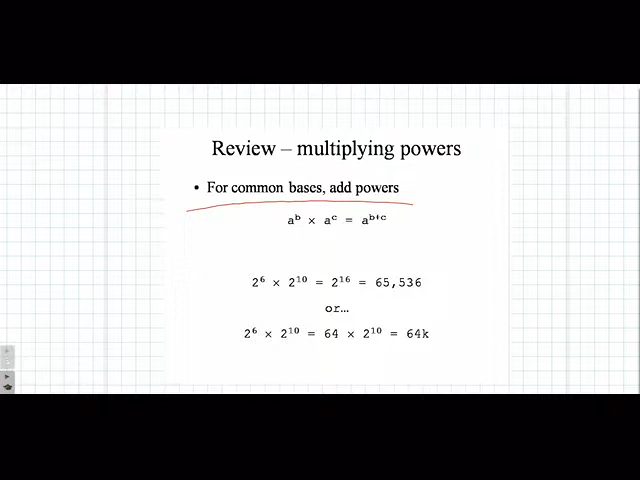 Review – multiplying powers
• For common bases, add powers
aᵇ × aᶜ = aᵇ⁺ᶜ
2⁶ × 2¹⁰ = 2¹⁶ = 65,536
or…
2⁶ × 2¹⁰ = 64 × 2¹⁰ = 64k